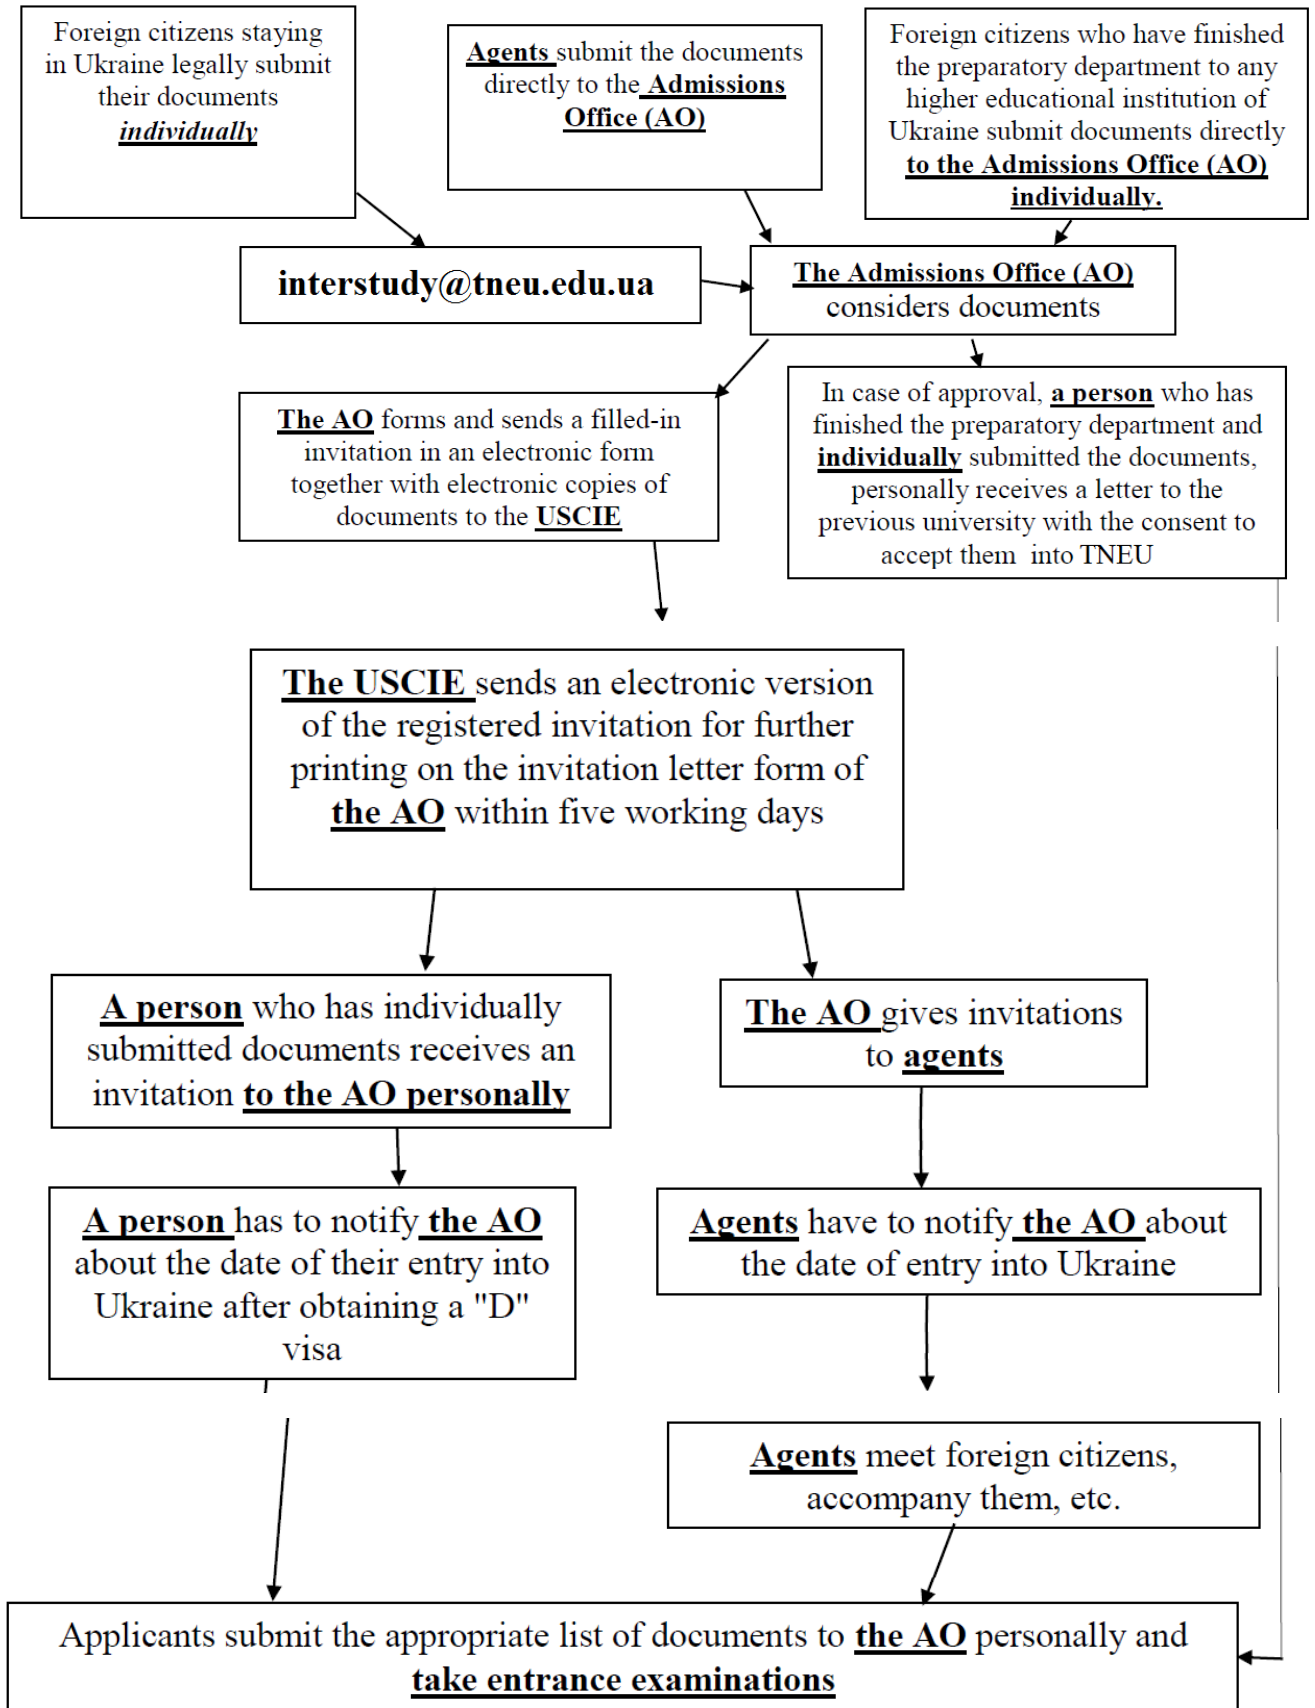 Foreign citizens staying
in Ukraine legally submit
their documents
individually
Agents submit the documents
directly to the Admissions
Office (AO)
Foreign citizens who have finished
the preparatory department to any
higher educational institution of
Ukraine submit documents directly
to the Admissions Office (AO)
individually.
interstudy@tneu.edu.ua
The Admissions Office (AO)
considers documents
The AO forms and sends a filled-in
invitation in an electronic form
together with electronic copies of
documents to the USCIE
In case of approval, a person who has
finished the preparatory department and
individually submitted the documents,
personally receives a letter to the
previous university with the consent to
accept them into TNEU
The USCIE sends an electronic version
of the registered invitation for further
printing on the invitation letter form of
the AO within five working days
A person who has individually
submitted documents receives an
invitation to the AO personally
The AO gives invitations
to agents
A person has to notify the AO
about the date of their entry into
Ukraine after obtaining a "D"
visa
Agents have to notify the AO about
the date of entry into Ukraine
Agents meet foreign citizens,
accompany them, etc.
Applicants submit the appropriate list of documents to the AO personally and
take entrance examinations